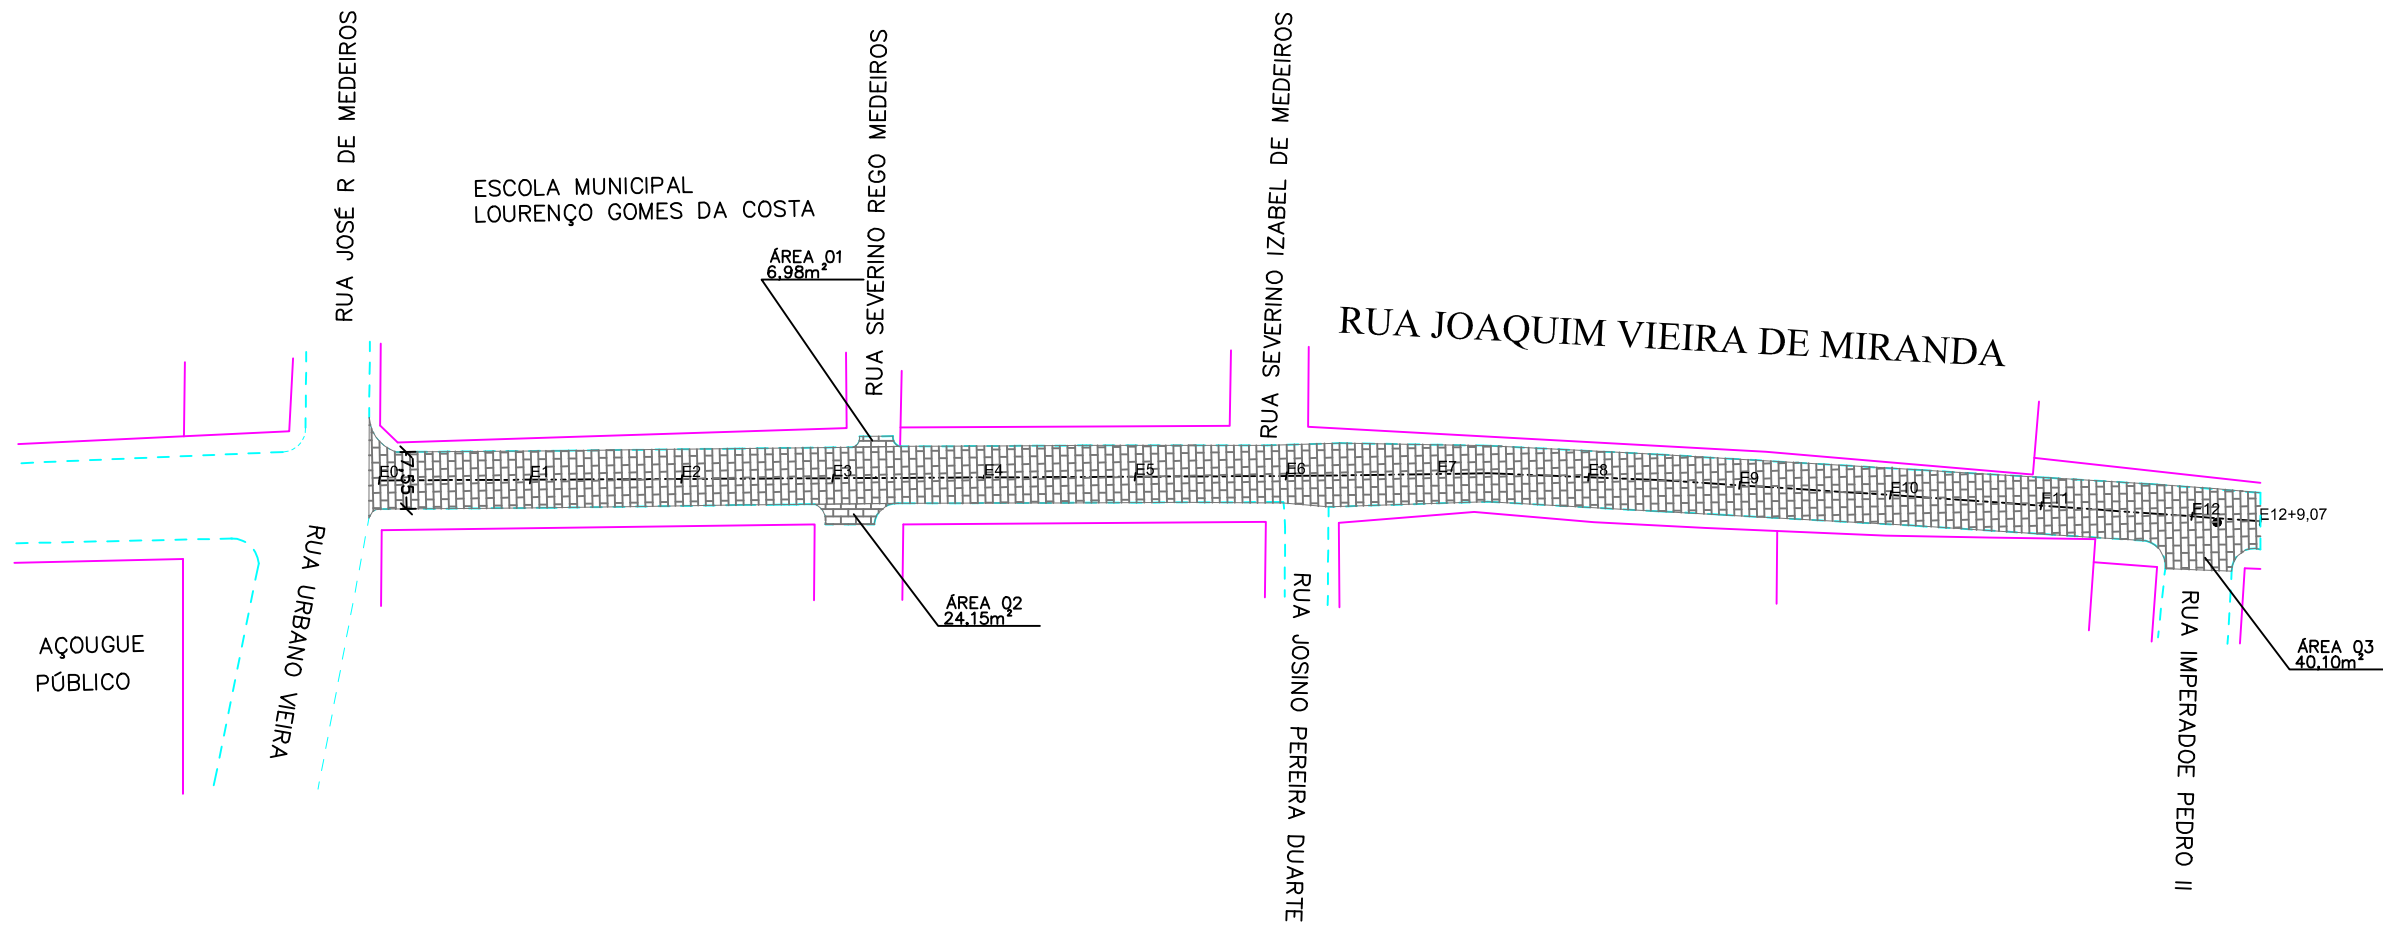 RUA JOSÉ R DE MEDEIROS
RUA SEVERINO REGO MEDEIROS
RUA SEVERINO IZABEL DE MEDEIROS
ESCOLA MUNICIPAL
LOURENÇO GOMES DA COSTA
ÁREA 01
6,98m²
RUA JOAQUIM VIEIRA DE MIRANDA
E0
7,55
E1
E2
E3
E4
E5
E6
E7
E8
E9
E10
E11
E12
E12+9,07
RUA URBANO VIEIRA
AÇOUGUE
PÚBLICO
ÁREA 02
24,15m²
RUA JOSINO PEREIRA DUARTE
RUA IMPERADOE PEDRO II
ÁREA 03
40,10m²